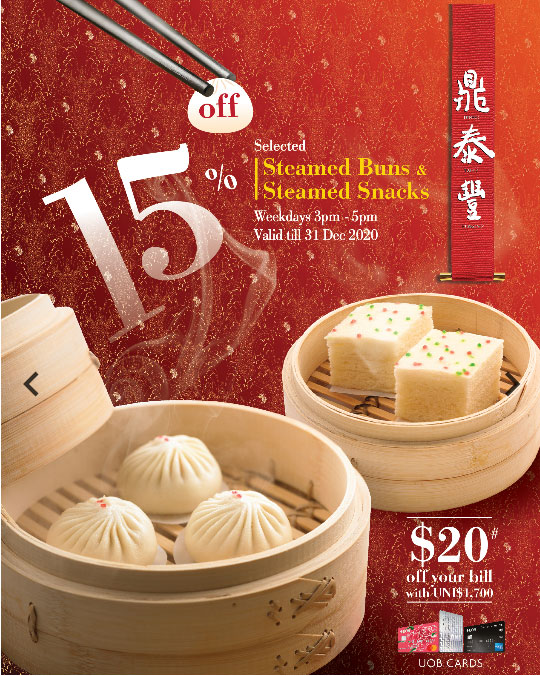 off
15%
Selected
Steamed Buns &
Steamed Snacks
Weekdays 3pm - 5pm
Valid till 31 Dec 2020
鼎
泰
豐
$20#
off your bill
with UNI$1,700
UOB CARDS